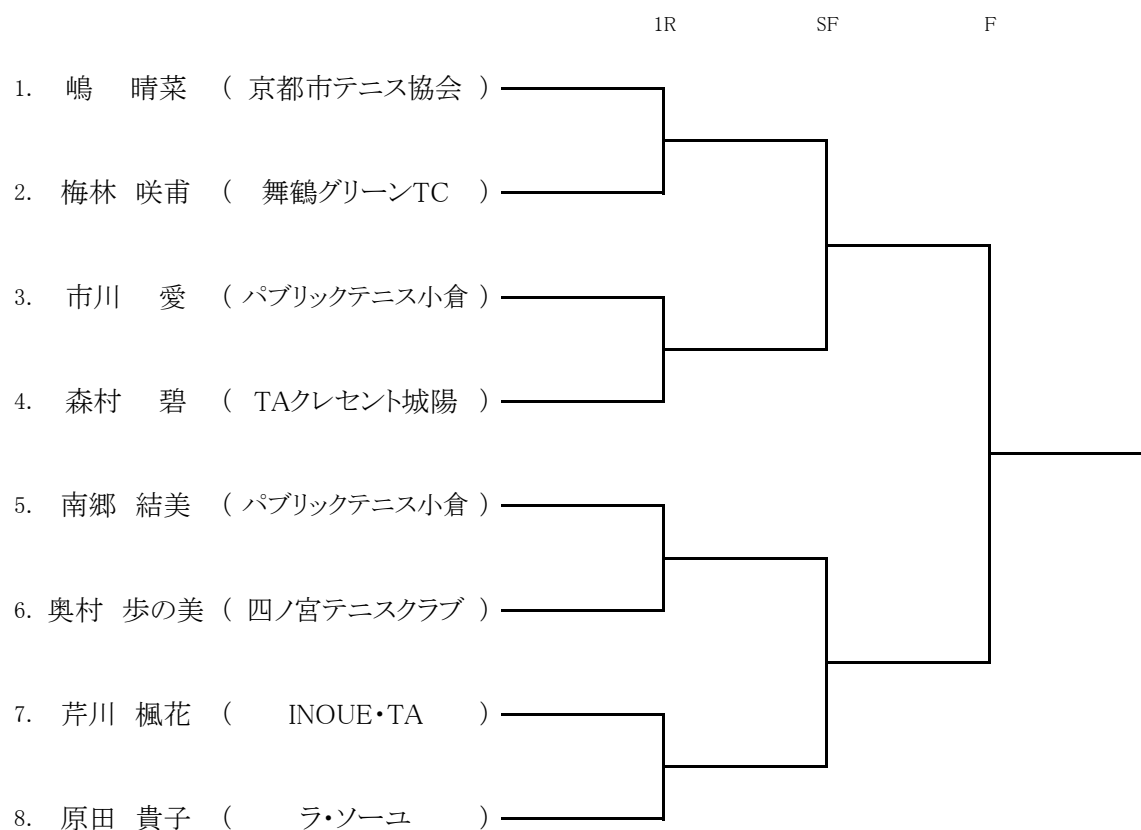 1R SF F
1. 嶋 晴菜 ( 京都市テニス協会 )
2. 梅林 咲甫 ( 舞鶴グリーンTC )
3. 市川 愛 ( パブリックテニス小倉 )
4. 森村 碧 ( TAクレセント城陽 )
5. 南郷 結美 ( パブリックテニス小倉 )
6. 奥村 歩の美 ( 四ノ宮テニスクラブ )
7. 芹川 楓花 ( INOUE・TA )
8. 原田 貴子 ( ラ・ソーユ )